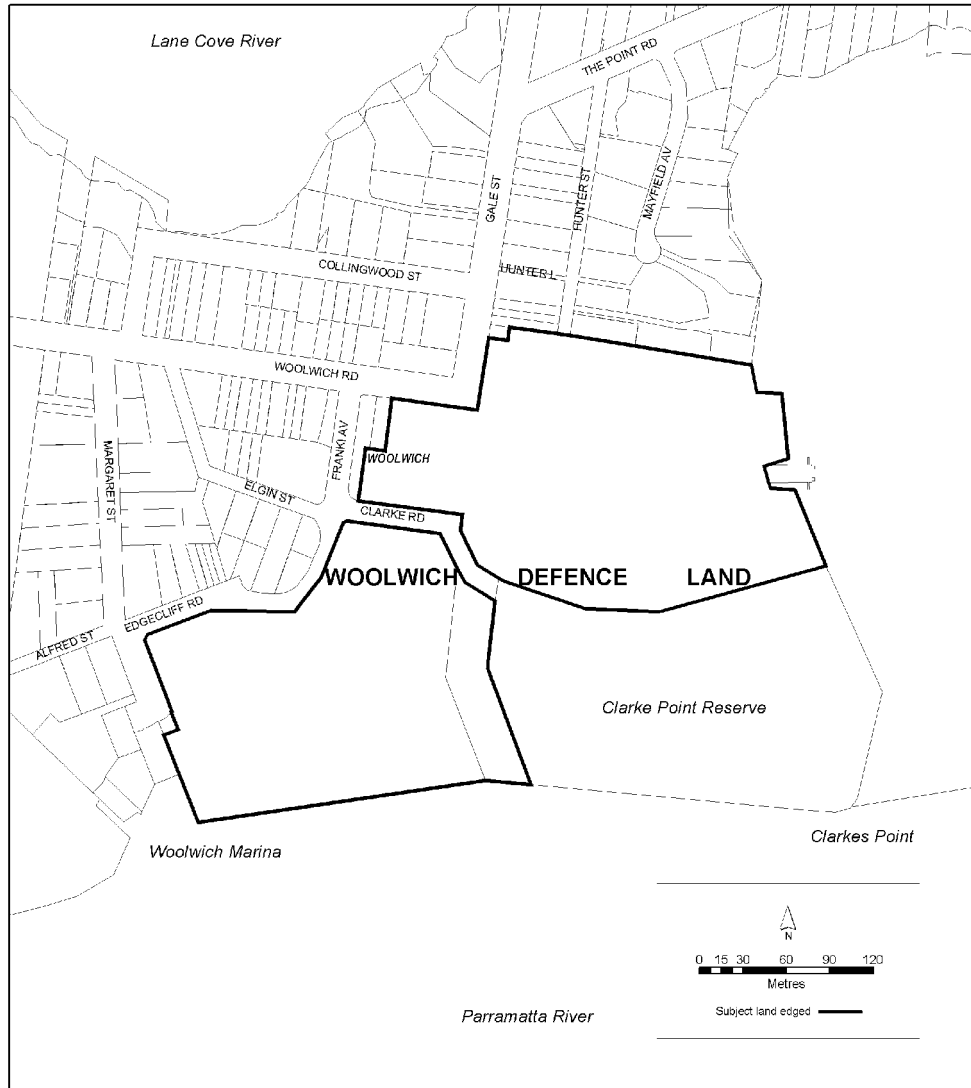 Lane Cove River
THE POINT RD
GALE ST
HUNTER ST
MAYFIELD AV
COLLINGWOOD ST
HUNTER L
WOOLWICH RD
MARGARET ST
FRANKI AV
WOOLWICH
ELGIN ST
CLARKE RD
WOOLWICH DEFENCE LAND
EDGECLIFF RD
ALFRED ST
Clarke Point Reserve
Clarkes Point
Woolwich Marina
N
0 15 30 60 90 120
Metres
Subject land edged
Parramatta River